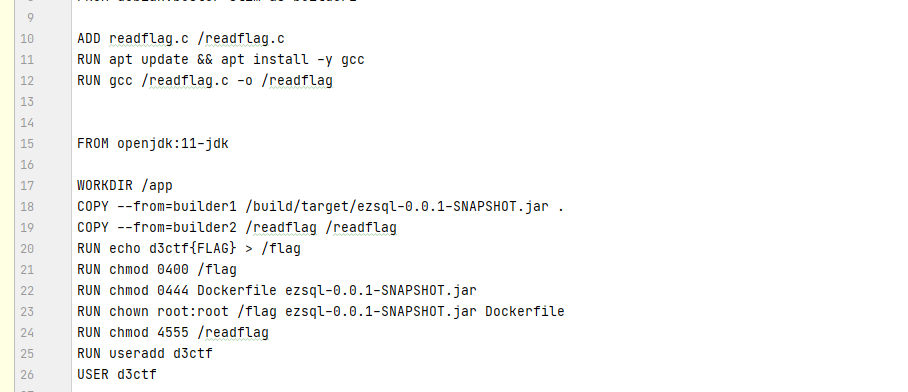 9
10 ADD readflag.c /readflag.c
11 RUN apt update && apt install -y gcc
12 RUN gcc /readflag.c -o /readflag
13
14
15 FROM openjdk:11-jdk
16
17 WORKDIR /app
18 COPY --from=builder1 /build/target/ezsql-0.0.1-SNAPSHOT.jar .
19 COPY --from=builder2 /readflag /readflag
20 RUN echo d3ctf{FLAG} > /flag
21 RUN chmod 0400 /flag
22 RUN chmod 0444 Dockerfile ezsql-0.0.1-SNAPSHOT.jar
23 RUN chown root:root /flag ezsql-0.0.1-SNAPSHOT.jar Dockerfile
24 RUN chmod 4555 /readflag
25 RUN useradd d3ctf
26 USER d3ctf